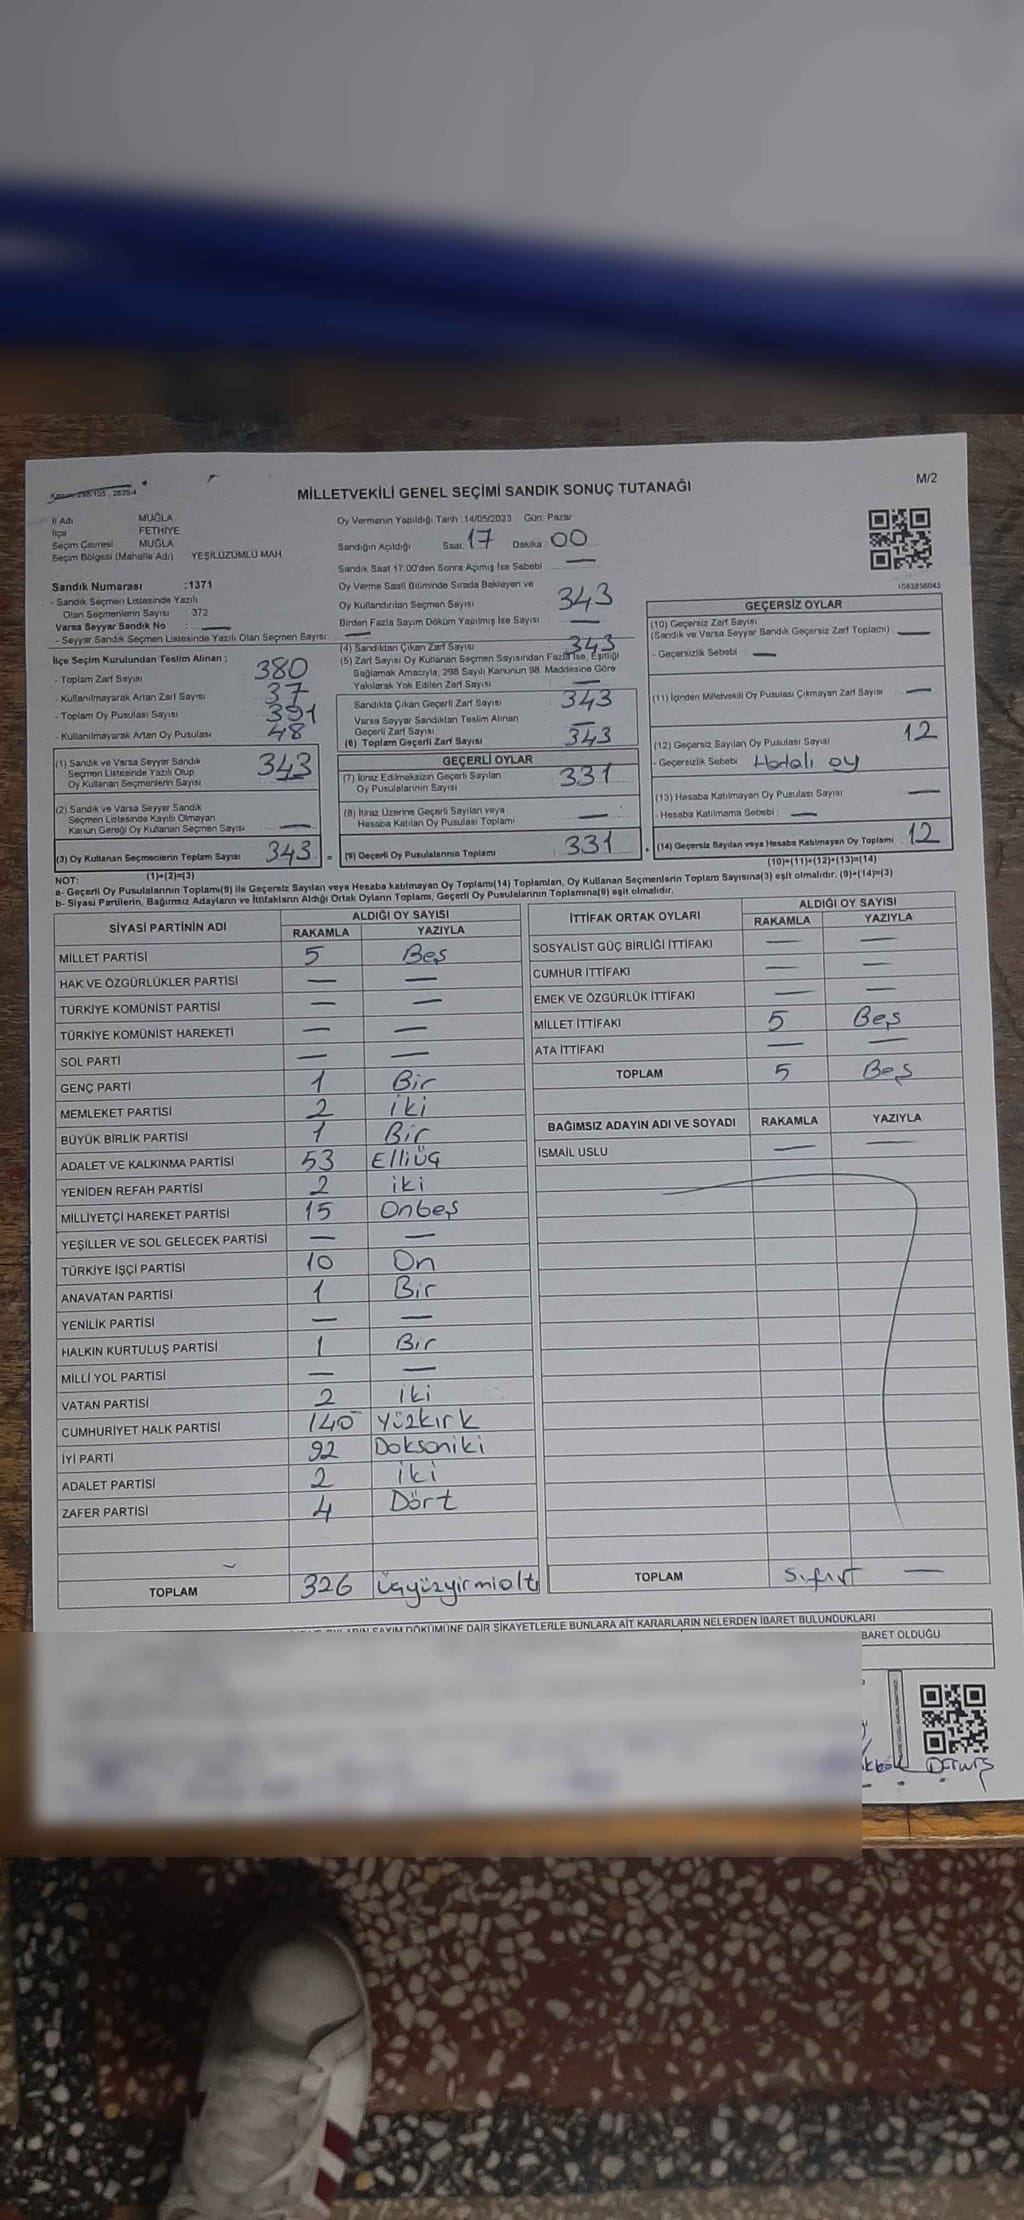 M/2
MİLLETVEKİLİ GENEL SEÇİMİ SANDIK SONUÇ TUTANAĞI
İl Adı MUĞLA
İlçe FETHİYE
Seçim Çevresi MUĞLA
Seçim Bölgesi (Mahalle Adı) YEŞİLÜZÜMLÜ MAH
Sandık Numarası :1371
- Sandık Seçmen Listesinde Yazılı
Olan Seçmenlerin Sayısı : 372
Varsa Seyyar Sandık No : —
- Seyyar Sandık Seçmen Listesinde Yazılı Olan Seçmen Sayısı: —
Oy Vermenin Yapıldığı Tarih :14/05/2023 Gün: Pazar
Sandığın Açıldığı Saat: 17 Dakika: 00
Sandık Saat 17:00'den Sonra Açımış İse Sebebi : —
Oy Verme Saati Bitiminde Sırada Bekleyen ve
Oy Kullandırılan Seçmen Sayısı : 343
Birden Fazla Sayım Döküm Yapılmış İse Sayısı : —
1083856045
İlçe Seçim Kurulundan Teslim Alınan ;
- Toplam Zarf Sayısı : 380
- Kullanılmayarak Artan Zarf Sayısı : 37
- Toplam Oy Pusulası Sayısı : 391
- Kullanılmayarak Artan Oy Pusulası : 48
(4) Sandıktan Çıkan Zarf Sayısı 343
(5) Zarf Sayısı Oy Kullanan Seçmen Sayısından Fazla İse, Eşitliği
Sağlamak Amacıyla, 298 Sayılı Kanunun 98. Maddesine Göre
Yakılarak Yok Edilen Zarf Sayısı —
Sandıkta Çıkan Geçerli Zarf Sayısı 343
Varsa Seyyar Sandıktan Teslim Alınan
Geçerli Zarf Sayısı —
(6) Toplam Geçerli Zarf Sayısı 343
GEÇERSİZ OYLAR
(10) Geçersiz Zarf Sayısı
(Sandık ve Varsa Seyyar Sandık Geçersiz Zarf Toplamı) : —
- Geçersizlik Sebebi : —
(11) İçinden Milletvekili Oy Pusulası Çıkmayan Zarf Sayısı : —
(12) Geçersiz Sayılan Oy Pusulası Sayısı 12
- Geçersizlik Sebebi Hatalı oy
(13) Hesaba Katılmayan Oy Pusulası Sayısı —
- Hesaba Katılmama Sebebi : —
(14) Geçersiz Sayılan veya Hesaba Katılmayan Oy Toplamı : 12
(10)+(11)+(12)+(13)=(14)
(1) Sandık ve Varsa Seyyar Sandık
Seçmen Listesinde Yazılı Olup
Oy Kullanan Seçmenlerin Sayısı 343
(2) Sandık ve Varsa Seyyar Sandık
Seçmen Listesinde Kayıtlı Olmayan
Kanun Gereği Oy Kullanan Seçmen Sayısı —
(3) Oy Kullanan Seçmenlerin Toplam Sayısı 343 =
(1)+(2)=(3)
GEÇERLİ OYLAR
(7) İtiraz Edilmeksizin Geçerli Sayılan
Oy Pusulalarının Sayısı : 331
(8) İtiraz Üzerine Geçerli Sayılan veya
Hesaba Katılan Oy Pusulası Toplamı : —
(9) Geçerli Oy Pusulalarının Toplamı : 331 +
NOT:
a- Geçerli Oy Pusulalarının Toplamı(9) ile Geçersiz Sayılan veya Hesaba katılmayan Oy Toplamı(14) Toplamları, Oy Kullanan Seçmenlerin Toplam Sayısına(3) eşit olmalıdır. (9)+(14)=(3)
b- Siyasi Partilerin, Bağımsız Adayların ve İttifakların Aldığı Ortak Oyların Toplamı, Geçerli Oy Pusulalarının Toplamına(9) eşit olmalıdır.
SİYASİ PARTİNİN ADI ALDIĞI OY SAYISI
RAKAMLA YAZIYLA
MİLLET PARTİSİ 5 Beş
HAK VE ÖZGÜRLÜKLER PARTİSİ — —
TÜRKİYE KOMÜNİST PARTİSİ — —
TÜRKİYE KOMÜNİST HAREKETİ — —
SOL PARTİ — —
GENÇ PARTİ 1 Bir
MEMLEKET PARTİSİ 2 iki
BÜYÜK BİRLİK PARTİSİ 1 Bir
ADALET VE KALKINMA PARTİSİ 53 Elliüç
YENİDEN REFAH PARTİSİ 2 iki
MİLLİYETÇİ HAREKET PARTİSİ 15 Onbeş
YEŞİLLER VE SOL GELECEK PARTİSİ — —
TÜRKİYE İŞÇİ PARTİSİ 10 On
ANAVATAN PARTİSİ 1 Bir
YENİLİK PARTİSİ — —
HALKIN KURTULUŞ PARTİSİ 1 Bir
MİLLİ YOL PARTİSİ — —
VATAN PARTİSİ 2 iki
CUMHURİYET HALK PARTİSİ 140 Yüzkırk
İYİ PARTİ 92 Doksaniki
ADALET PARTİSİ 2 iki
ZAFER PARTİSİ 4 Dört
TOPLAM 326 üçyüzyirmialtı
İTTİFAK ORTAK OYLARI ALDIĞI OY SAYISI
RAKAMLA YAZIYLA
SOSYALİST GÜÇ BİRLİĞİ İTTİFAKI — —
CUMHUR İTTİFAKI — —
EMEK VE ÖZGÜRLÜK İTTİFAKI — —
MİLLET İTTİFAKI 5 Beş
ATA İTTİFAKI — —
TOPLAM 5 Beş
BAĞIMSIZ ADAYIN ADI VE SOYADI RAKAMLA YAZIYLA
İSMAİL USLU — —
TOPLAM Sıfır —
SAYIM DÖKÜMÜNE DAİR ŞİKAYETLERLE BUNLARA AİT KARARLARIN NELERDEN İBARET BULUNDUKLARI
İBARET OLDUĞU